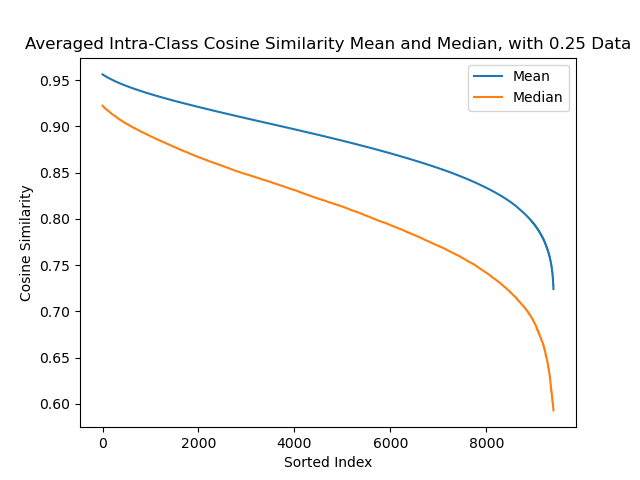 Averaged Intra-Class Cosine Similarity Mean and Median, with 0.25 Data
Mean
Median
0.95
0.90
0.85
0.80
0.75
0.70
0.65
0.60
Cosine Similarity
0
2000
4000
6000
8000
Sorted Index